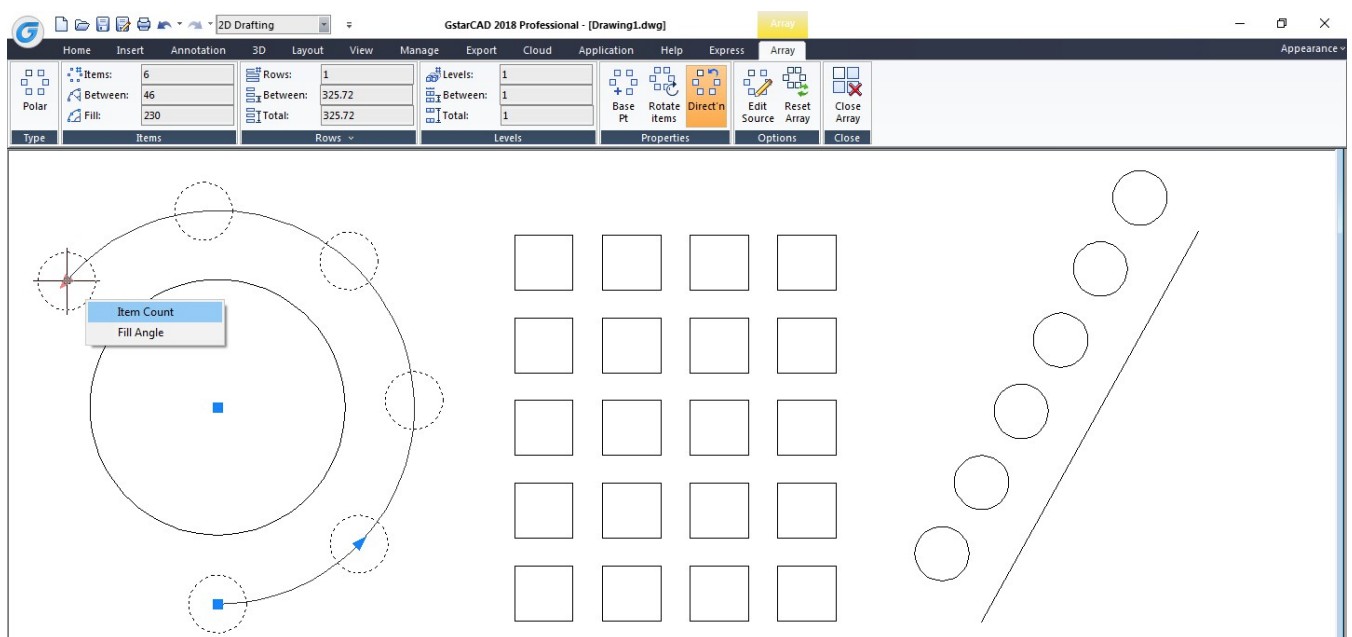 2D Drafting
GstarCAD 2018 Professional - [Drawing1.dwg]
Array
Home Insert Annotation 3D Layout View Manage Export Cloud Application Help Express Array Appearance
Polar
Items: 6
Between: 46
Fill: 230
Rows: 1
Between: 325.72
Total: 325.72
Levels: 1
Between: 1
Total: 1
Base Pt
Rotate items
Direct'n
Edit Source
Reset Array
Close Array
Type Items Rows Levels Properties Options Close
Item Count
Fill Angle